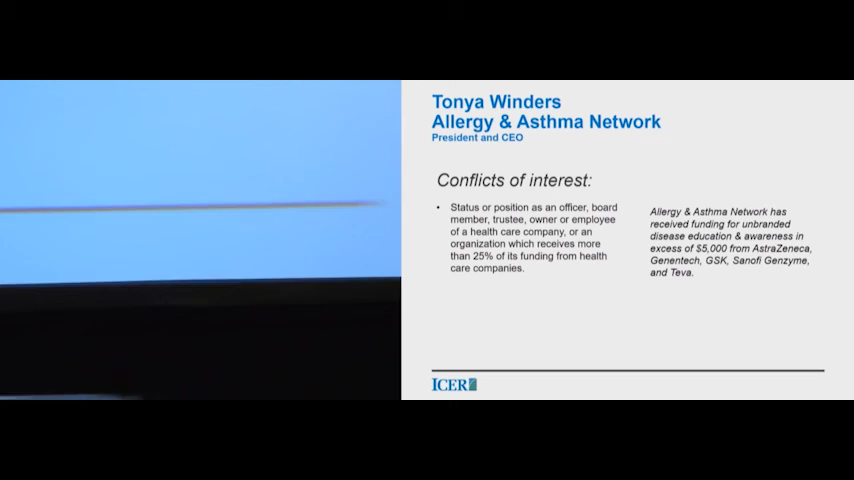 Tonya Winders
Allergy & Asthma Network
President and CEO
Conflicts of interest:
• Status or position as an officer, board
member, trustee, owner or employee
of a health care company, or an
organization which receives more
than 25% of its funding from health
care companies.
Allergy & Asthma Network has
received funding for unbranded
disease education & awareness in
excess of $5,000 from AstraZeneca,
Genentech, GSK, Sanofi Genzyme,
and Teva.
ICER